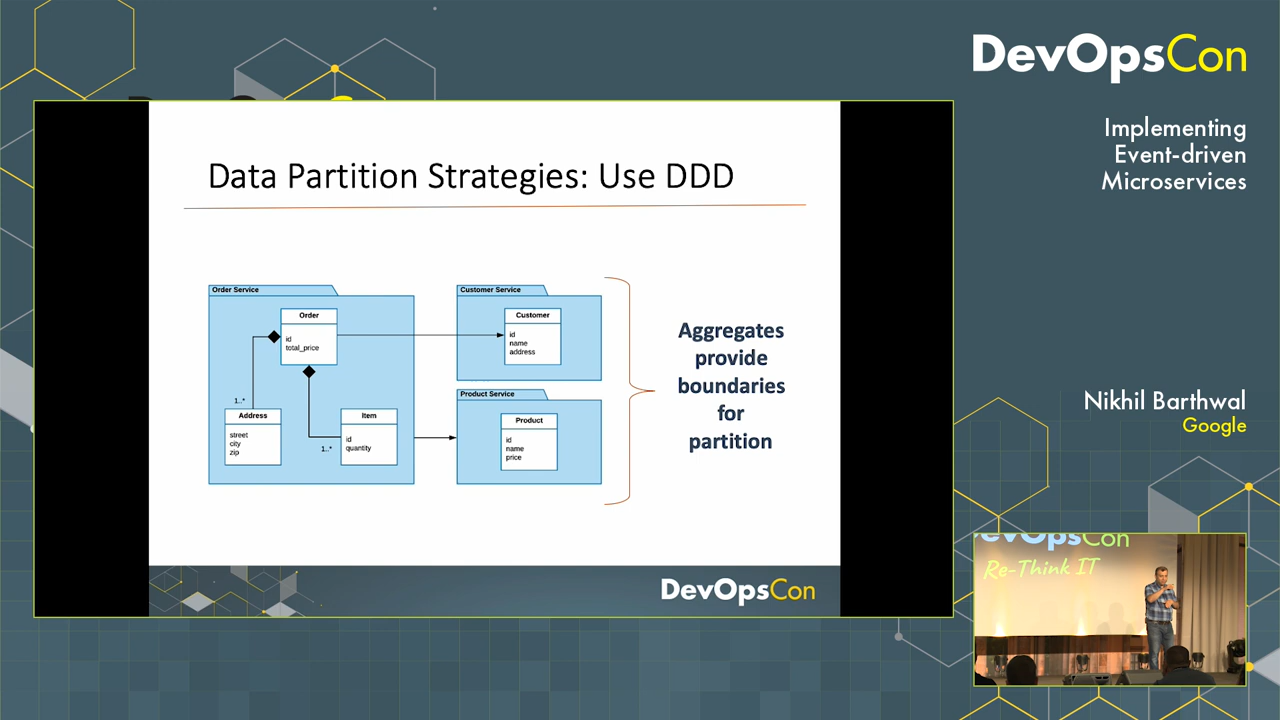 DevOpsCon
Implementing
Event-driven
Microservices
Data Partition Strategies: Use DDD
Order Service
Order
id
total_price
1..*
Address
street
city
zip
Item
id
quantity
1..*
Customer Service
Customer
id
name
address
Product Service
Product
id
name
price
Aggregates
provide
boundaries
for
partition
DevOpsCon
Nikhil Barthwal
Google
DevOpsCon
Re-Think IT